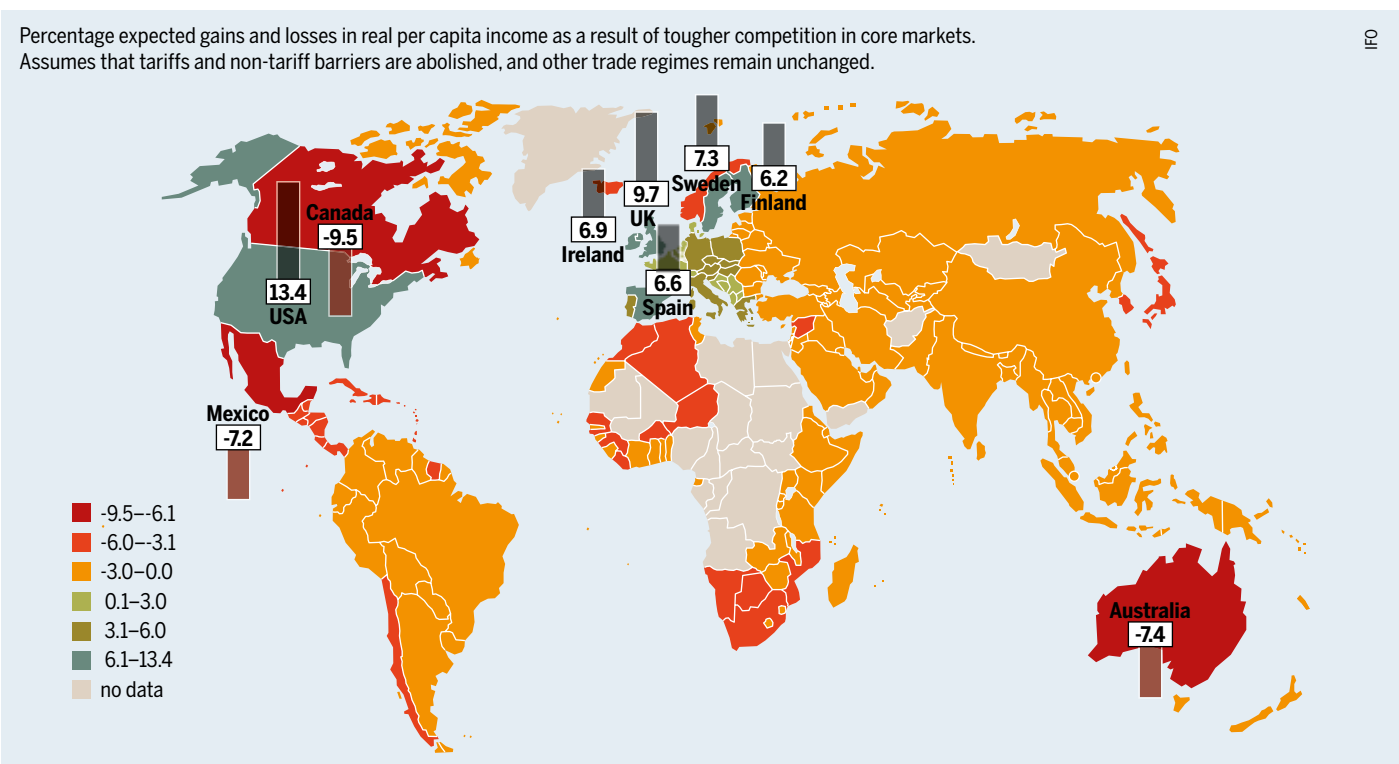 Percentage expected gains and losses in real per capita income as a result of tougher competition in core markets.
Assumes that tariffs and non-tariff barriers are abolished, and other trade regimes remain unchanged.
IFO
7.3
Sweden
6.2
Finland
9.7
UK
6.9
Ireland
Canada
-9.5
6.6
Spain
13.4
USA
Mexico
-7.2
-9.5–-6.1
-6.0–-3.1
-3.0–0.0
0.1–3.0
3.1–6.0
6.1–13.4
no data
Australia
-7.4